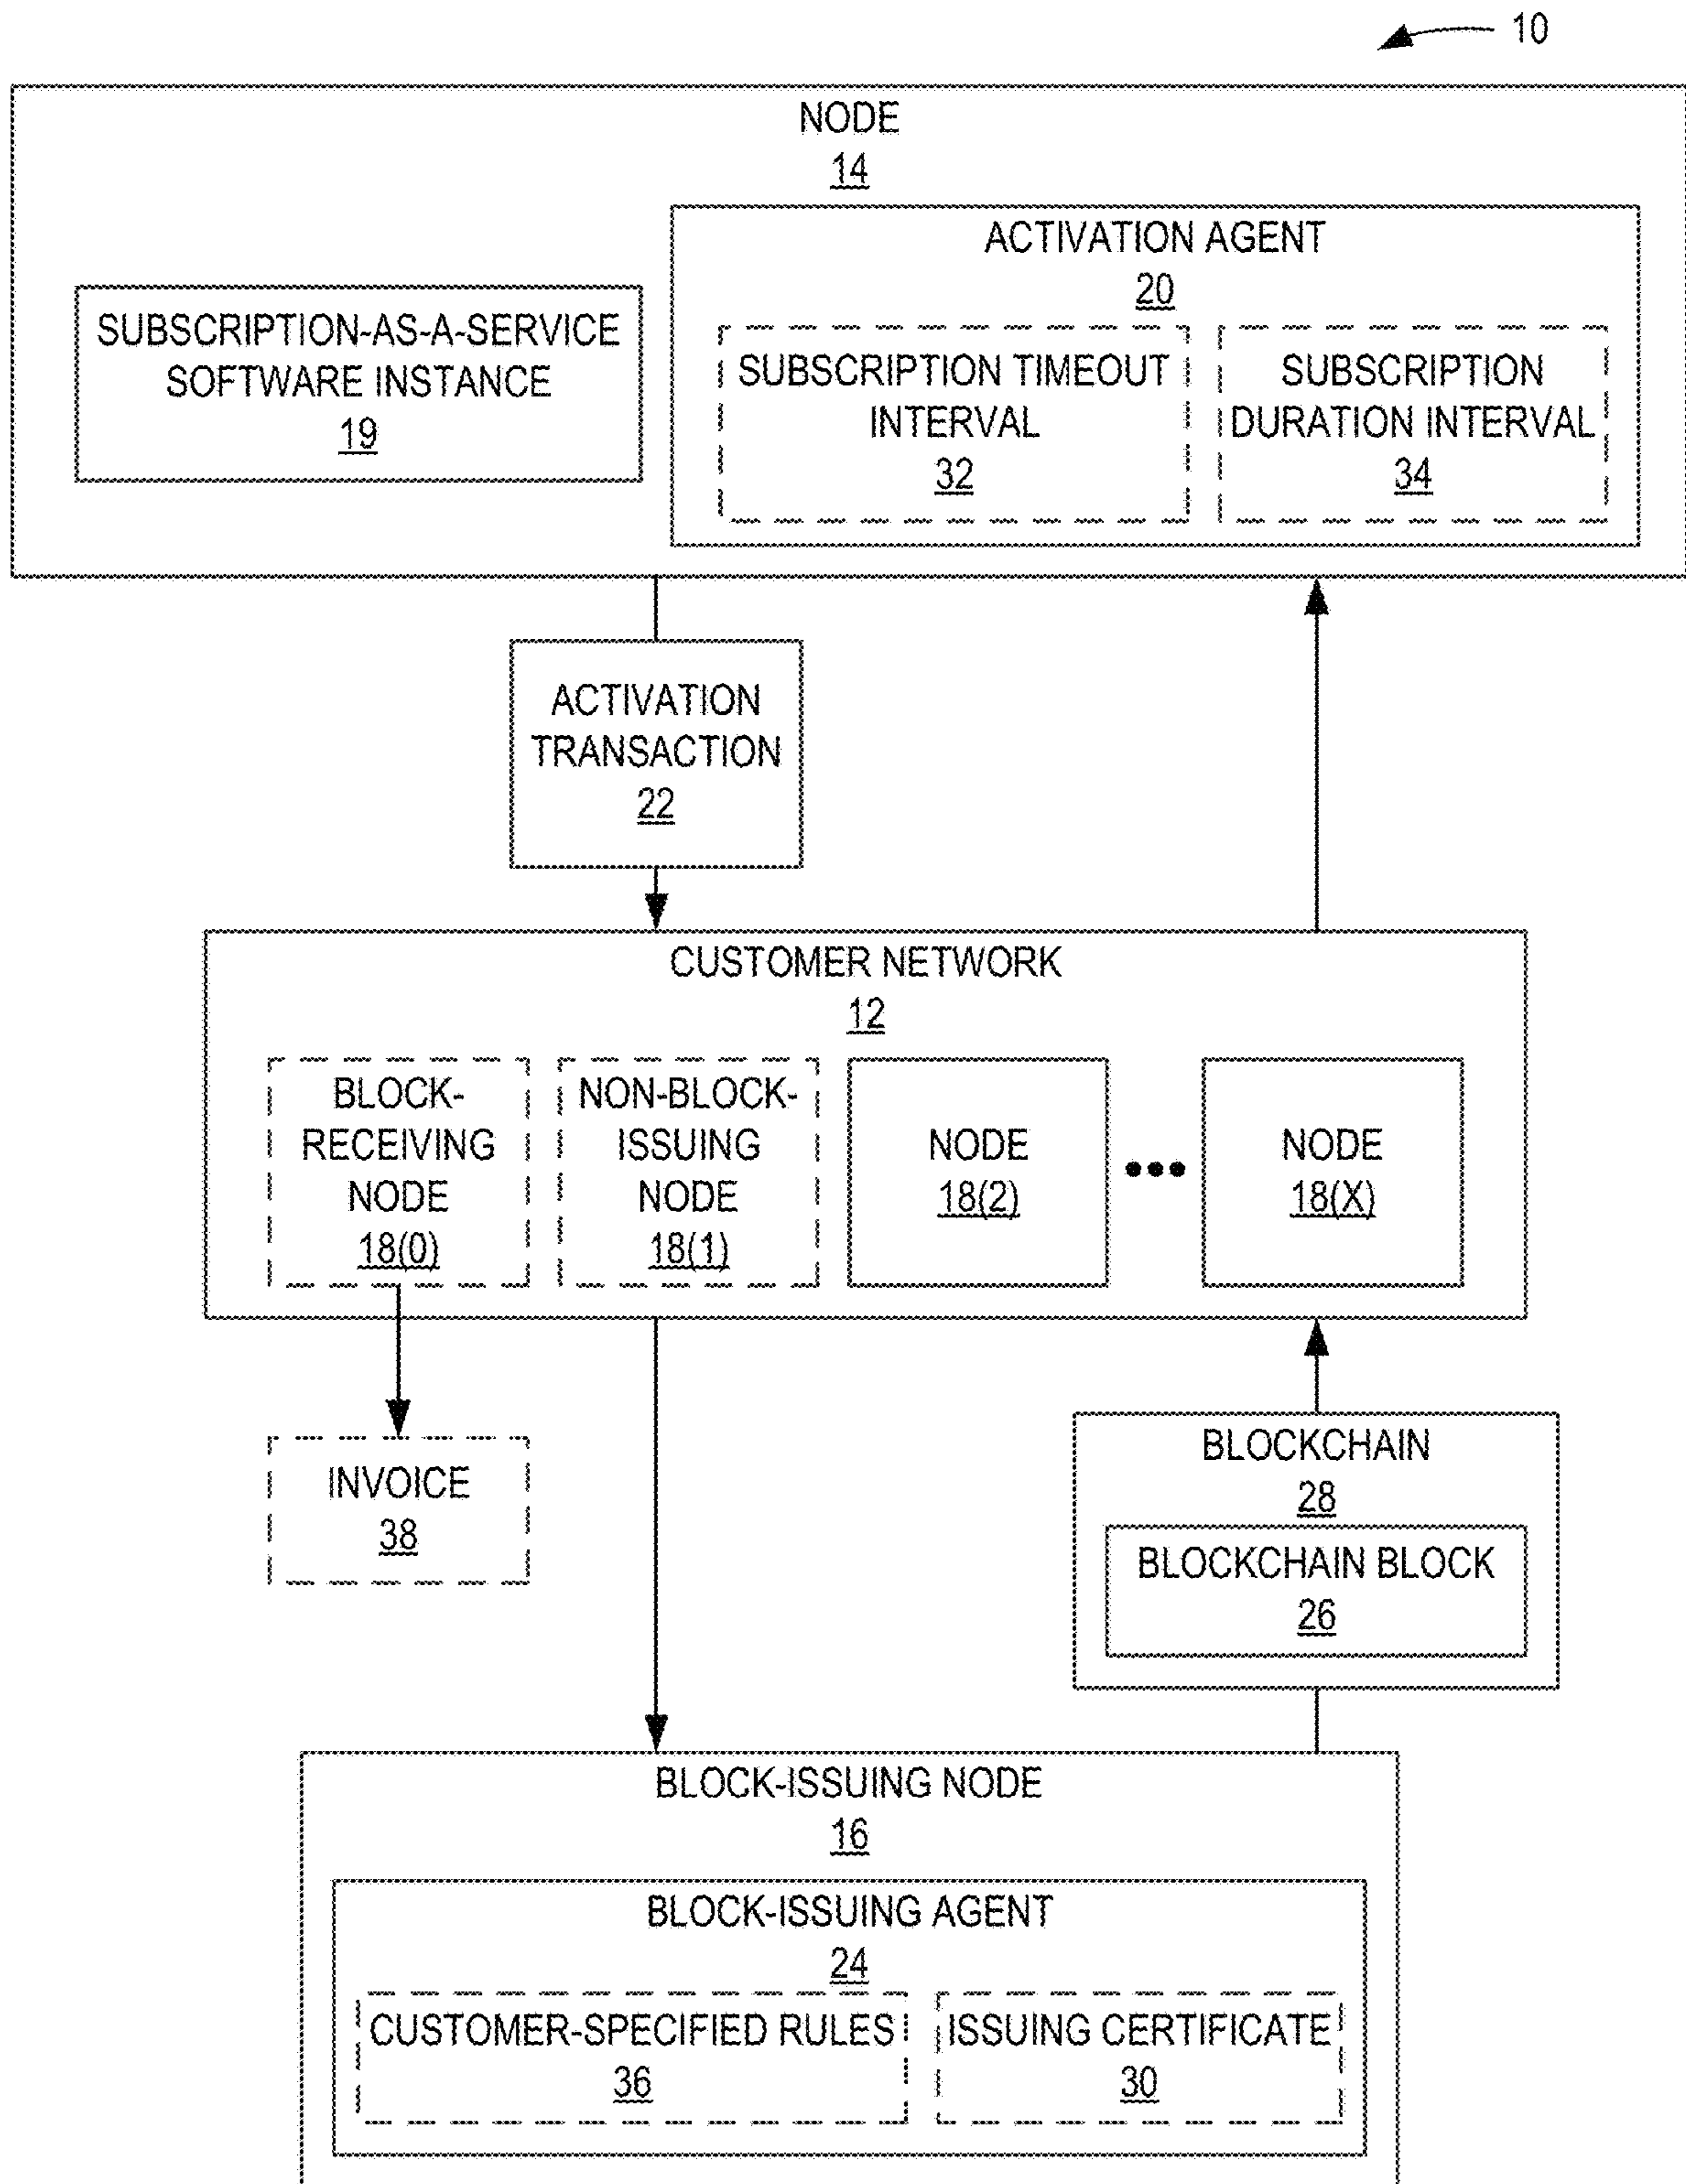 10
NODE
14
ACTIVATION AGENT
20
SUBSCRIPTION-AS-A-SERVICE
SOFTWARE INSTANCE
19
SUBSCRIPTION TIMEOUT
INTERVAL
32
SUBSCRIPTION
DURATION INTERVAL
34
ACTIVATION
TRANSACTION
22
CUSTOMER NETWORK
12
BLOCK-
RECEIVING
NODE
18(0)
NON-BLOCK-
ISSUING
NODE
18(1)
NODE
18(2)
•••
NODE
18(X)
INVOICE
38
BLOCKCHAIN
28
BLOCKCHAIN BLOCK
26
BLOCK-ISSUING NODE
16
BLOCK-ISSUING AGENT
24
CUSTOMER-SPECIFIED RULES
36
ISSUING CERTIFICATE
30